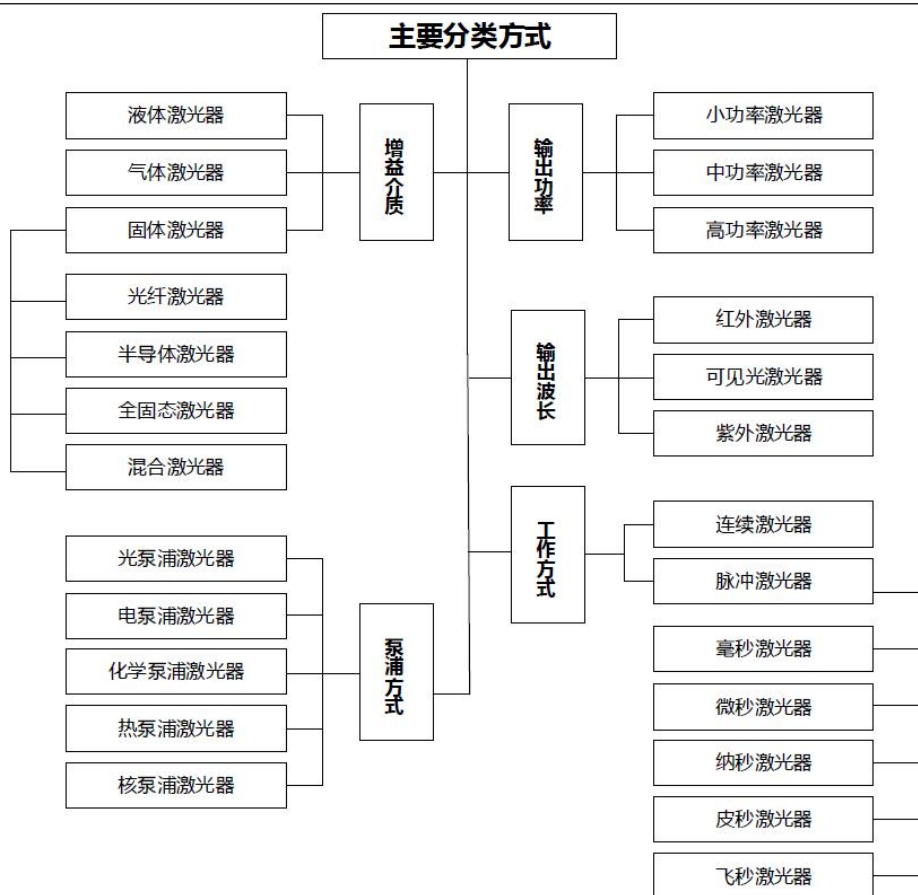 主要分类方式
增益介质
液体激光器
气体激光器
固体激光器
光纤激光器
半导体激光器
全固态激光器
混合激光器
泵浦方式
光泵浦激光器
电泵浦激光器
化学泵浦激光器
热泵浦激光器
核泵浦激光器
输出功率
小功率激光器
中功率激光器
高功率激光器
输出波长
红外激光器
可见光激光器
紫外激光器
工作方式
连续激光器
脉冲激光器
毫秒激光器
微秒激光器
纳秒激光器
皮秒激光器
飞秒激光器